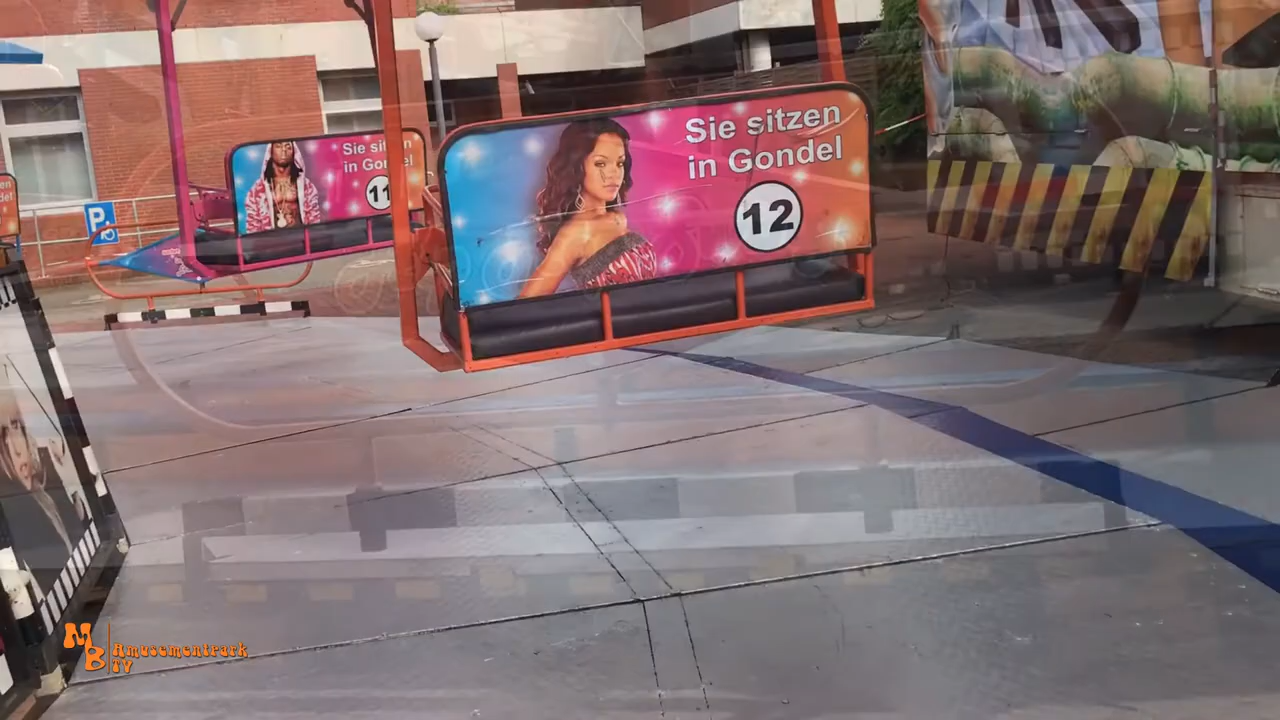 Sie sitzen
in Gondel
12
Sie sitzen
in Gondel
11
P
MB Amusementpark
TV